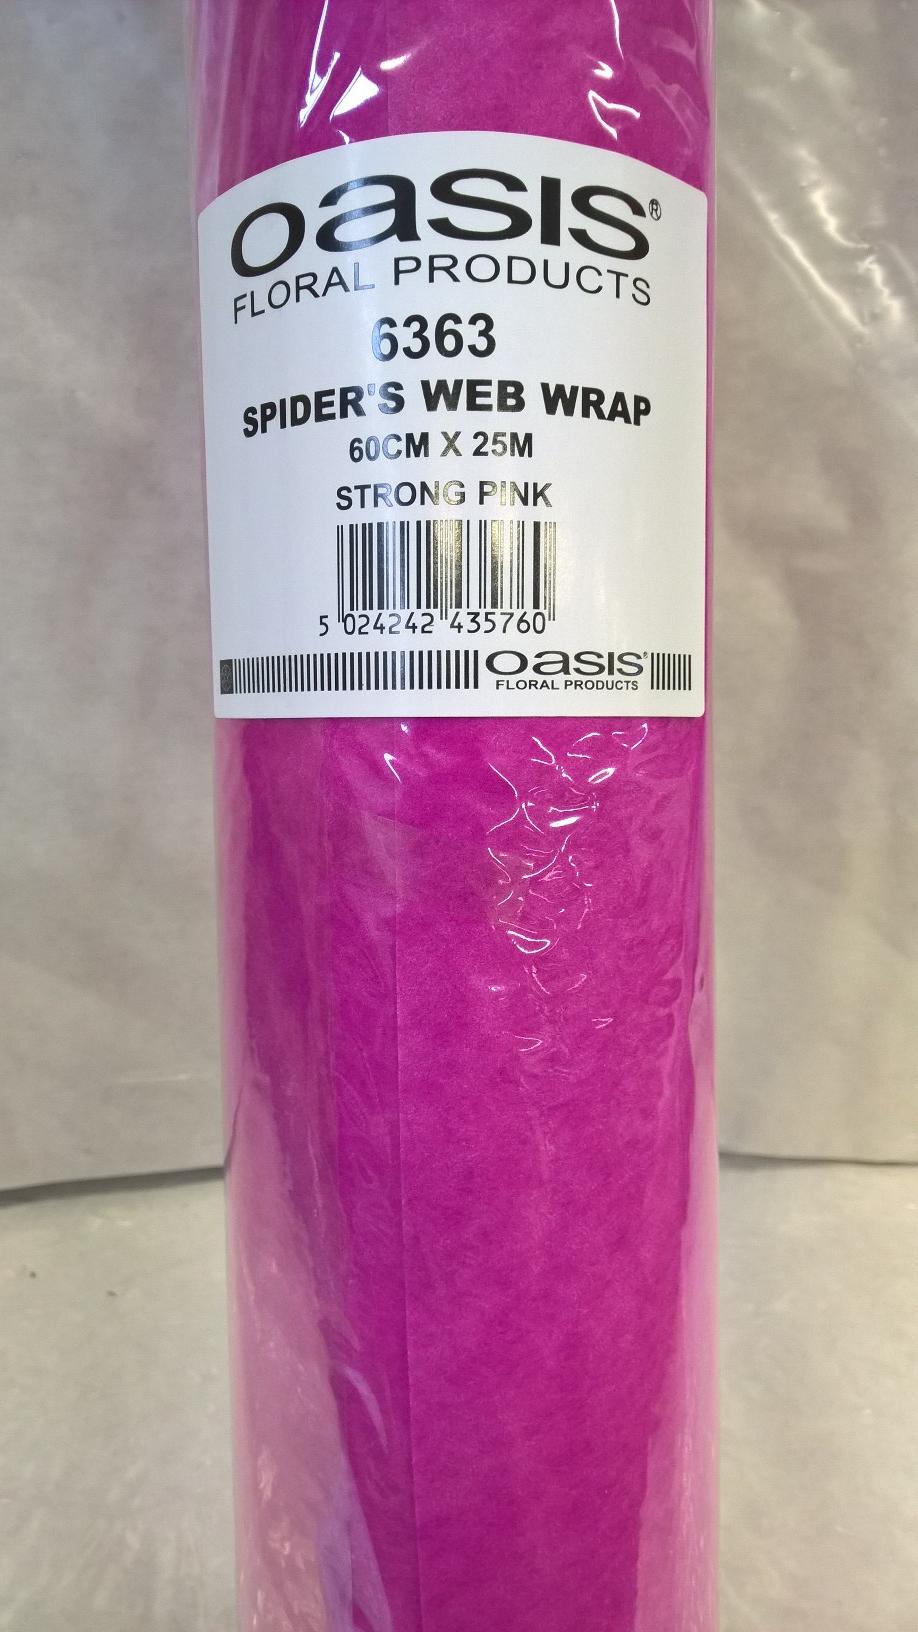 oasis®
FLORAL PRODUCTS
6363
SPIDER'S WEB WRAP
60CM X 25M
STRONG PINK
5 024242 435760
oasis®
FLORAL PRODUCTS